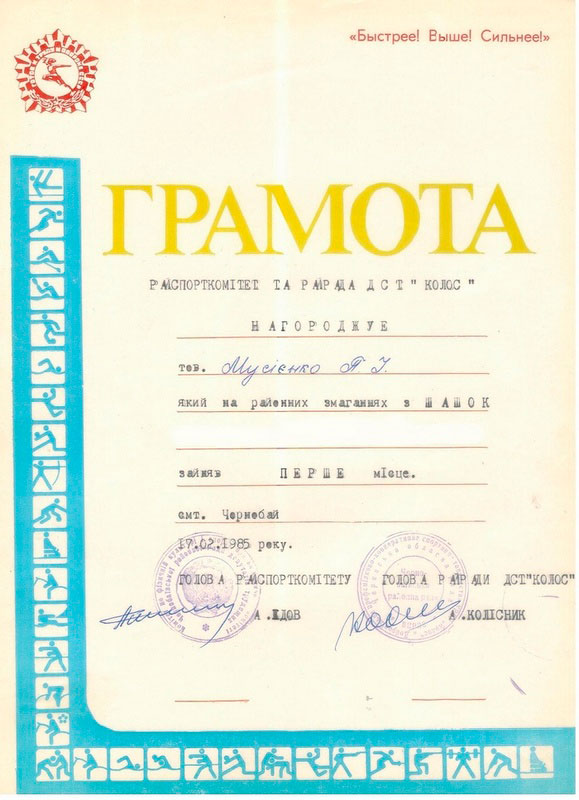 «Быстрее! Выше! Сильнее!»
ГРАМОТА
РАЙСПОРТКОМІТЕТ ТА РАЙРАДА ДСТ "КОЛОС"
НАГОРОДЖУЕ
тов. Мусієнко П І.
який на районних змаганнях з ШАШОК
зайняв ПЕРШЕ місце.
смт. Чорнобай
17.02.1985 року.
ГОЛОВА РАЙСПОРТКОМІТЕТУ ГОЛОВА РАЙРАДИ ДСТ"КОЛОС"
А. ЖДОВ А.КОЛІСНИК